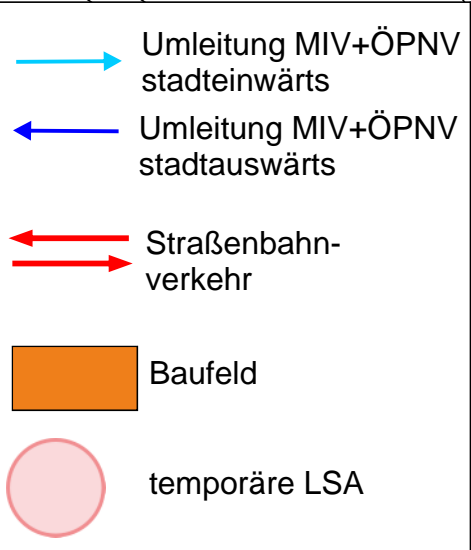 Umleitung MIV+ÖPNV
stadteinwärts
Umleitung MIV+ÖPNV
stadtauswärts
Straßenbahn-
verkehr
Baufeld
temporäre LSA